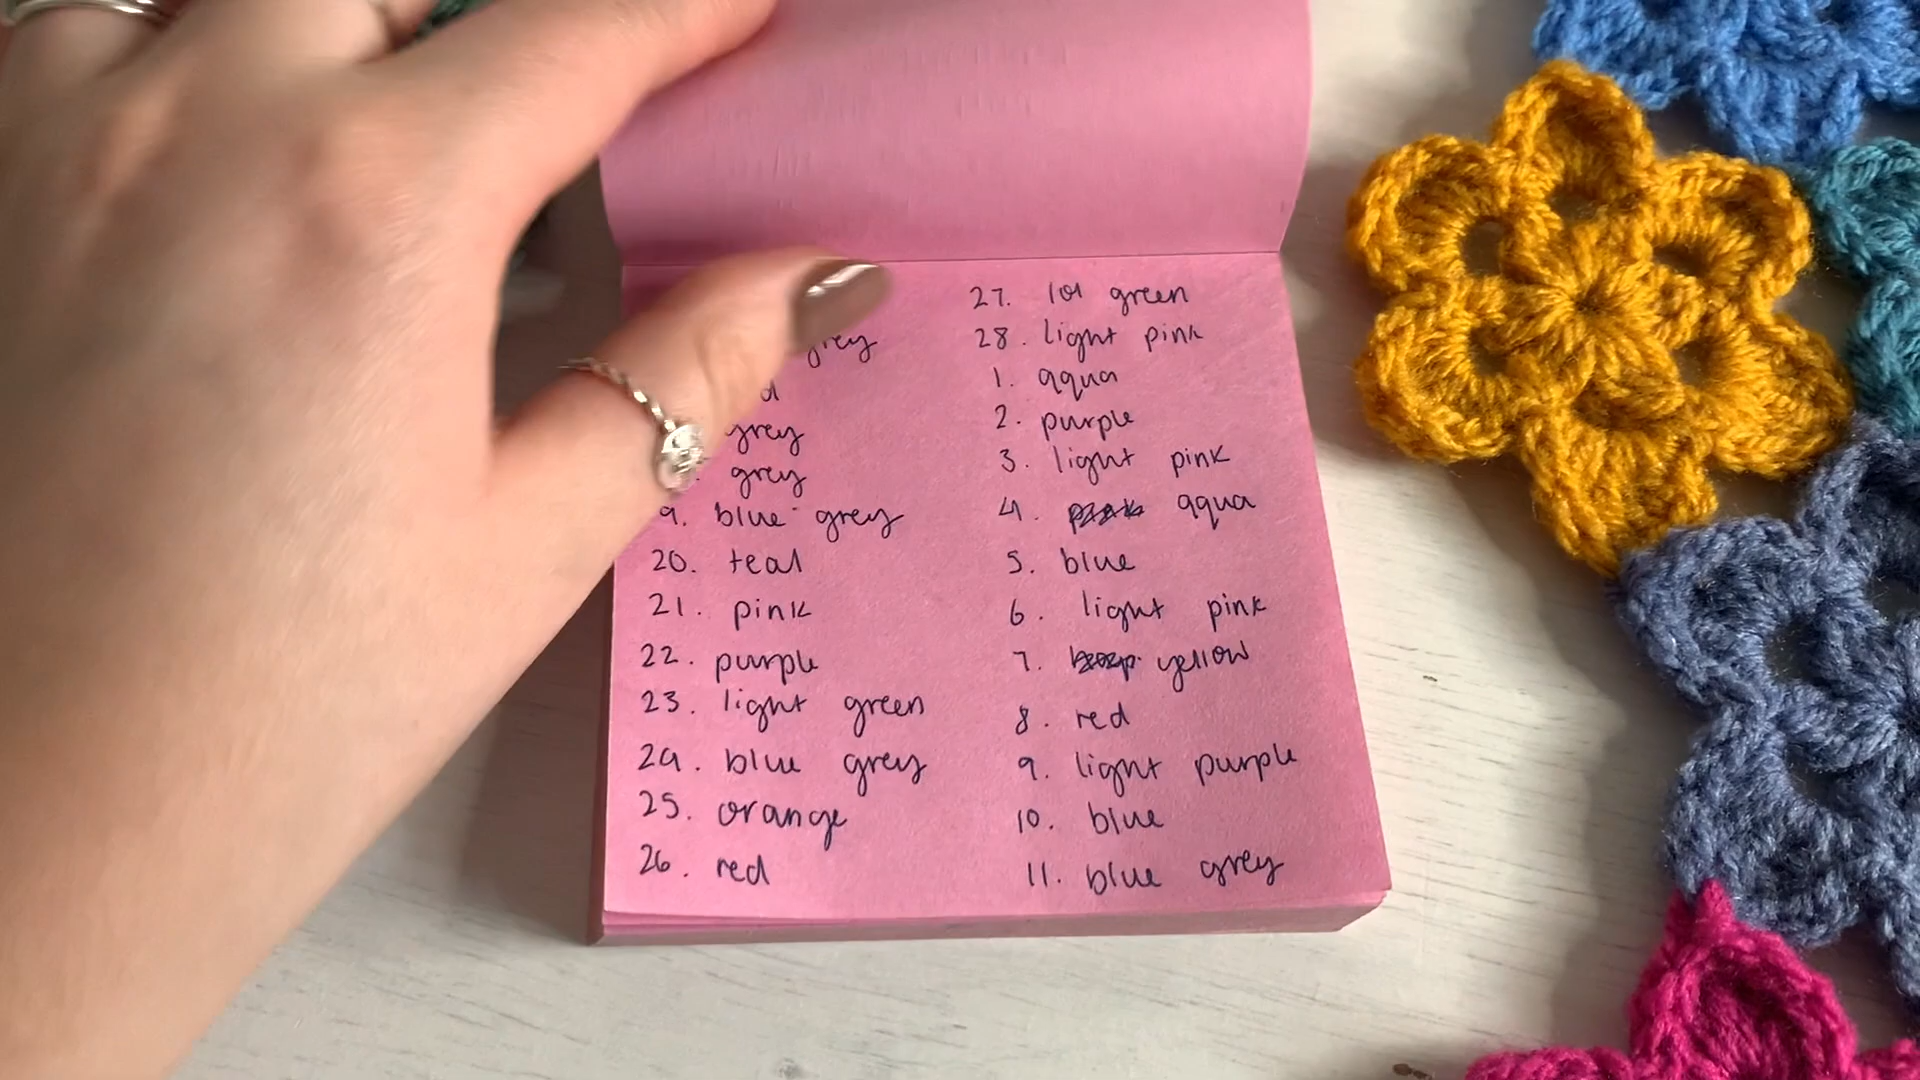 grey
grey
grey
9. blue grey
20. teal
21. pink
22. purple
23. light green
24. blue grey
25. orange
26. red
27. green
28. light pink
1. aqua
2. purple
3. light pink
4. aqua
5. blue
6. light pink
7. yellow
8. red
9. light purple
10. blue
11. blue grey